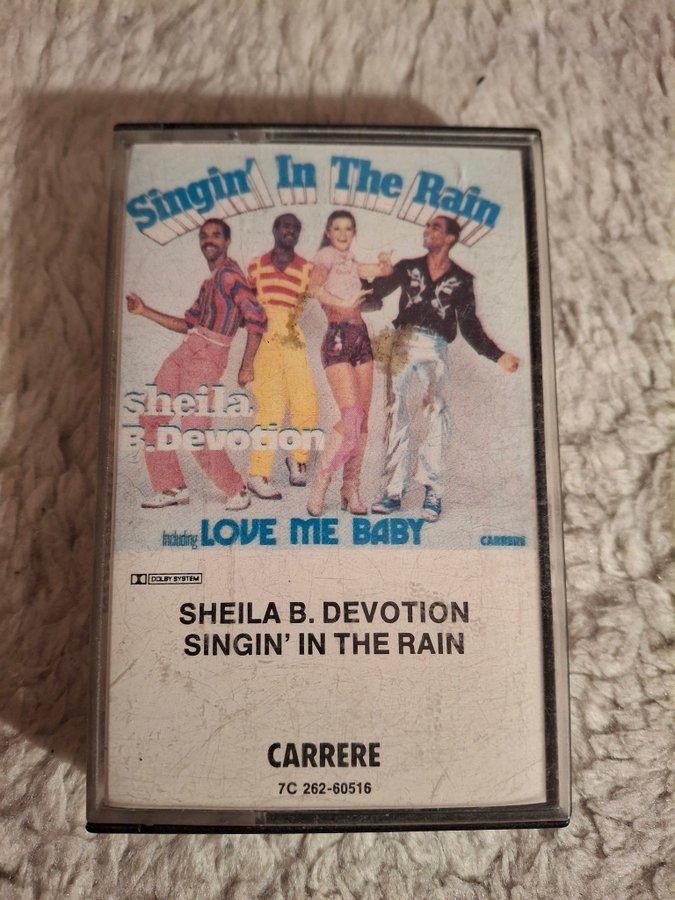 Singin' In The Rain
sheila
B.Devotion
Including LOVE ME BABY
CARRERE
DOLBY SYSTEM
SHEILA B. DEVOTION
SINGIN' IN THE RAIN
CARRERE
7C 262-60516